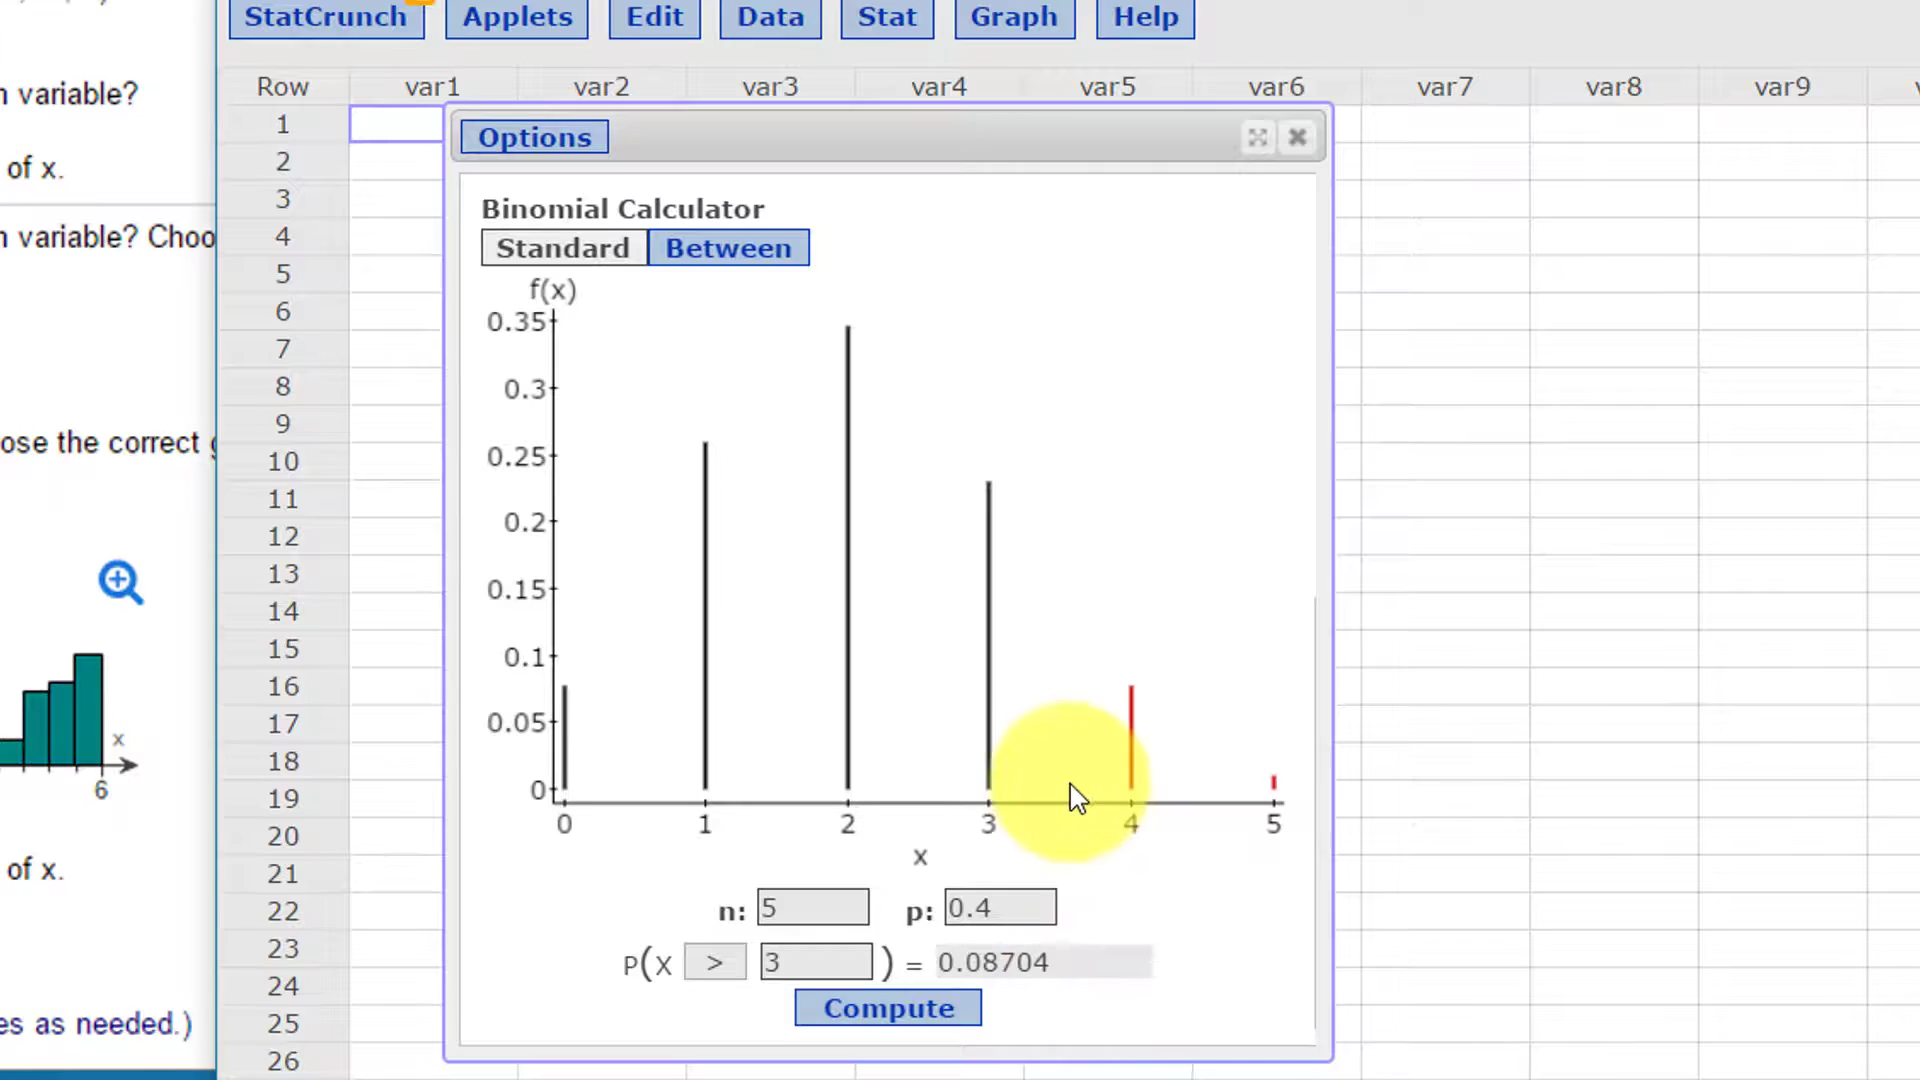 StatCrunch Applets Edit Data Stat Graph Help
Row var1 var2 var3 var4 var5 var6 var7 var8 var9
1
2
3
4
5
6
7
8
9
10
11
12
13
14
15
16
17
18
19
20
21
22
23
24
25
26
variable?
of x.
variable? Choo
ose the correct
x
6
of x.
es as needed.)
Options
Binomial Calculator
Standard Between
f(x)
0.35
0.3
0.25
0.2
0.15
0.1
0.05
0
0 1 2 3 4 5
x
n: 5 p: 0.4
P(X > 3) = 0.08704
Compute